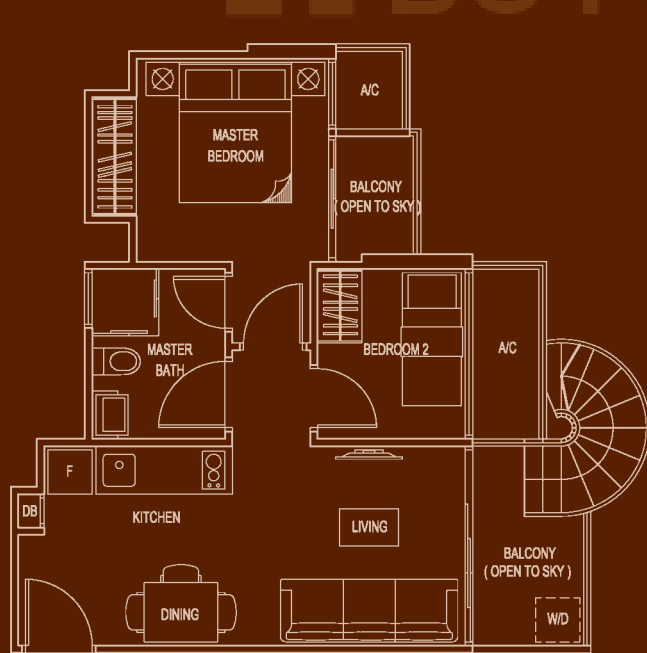 A/C
MASTER
BEDROOM
BALCONY
( OPEN TO SKY )
MASTER
BATH
BEDROOM 2
A/C
F
DB
KITCHEN
LIVING
BALCONY
( OPEN TO SKY )
DINING
W/D